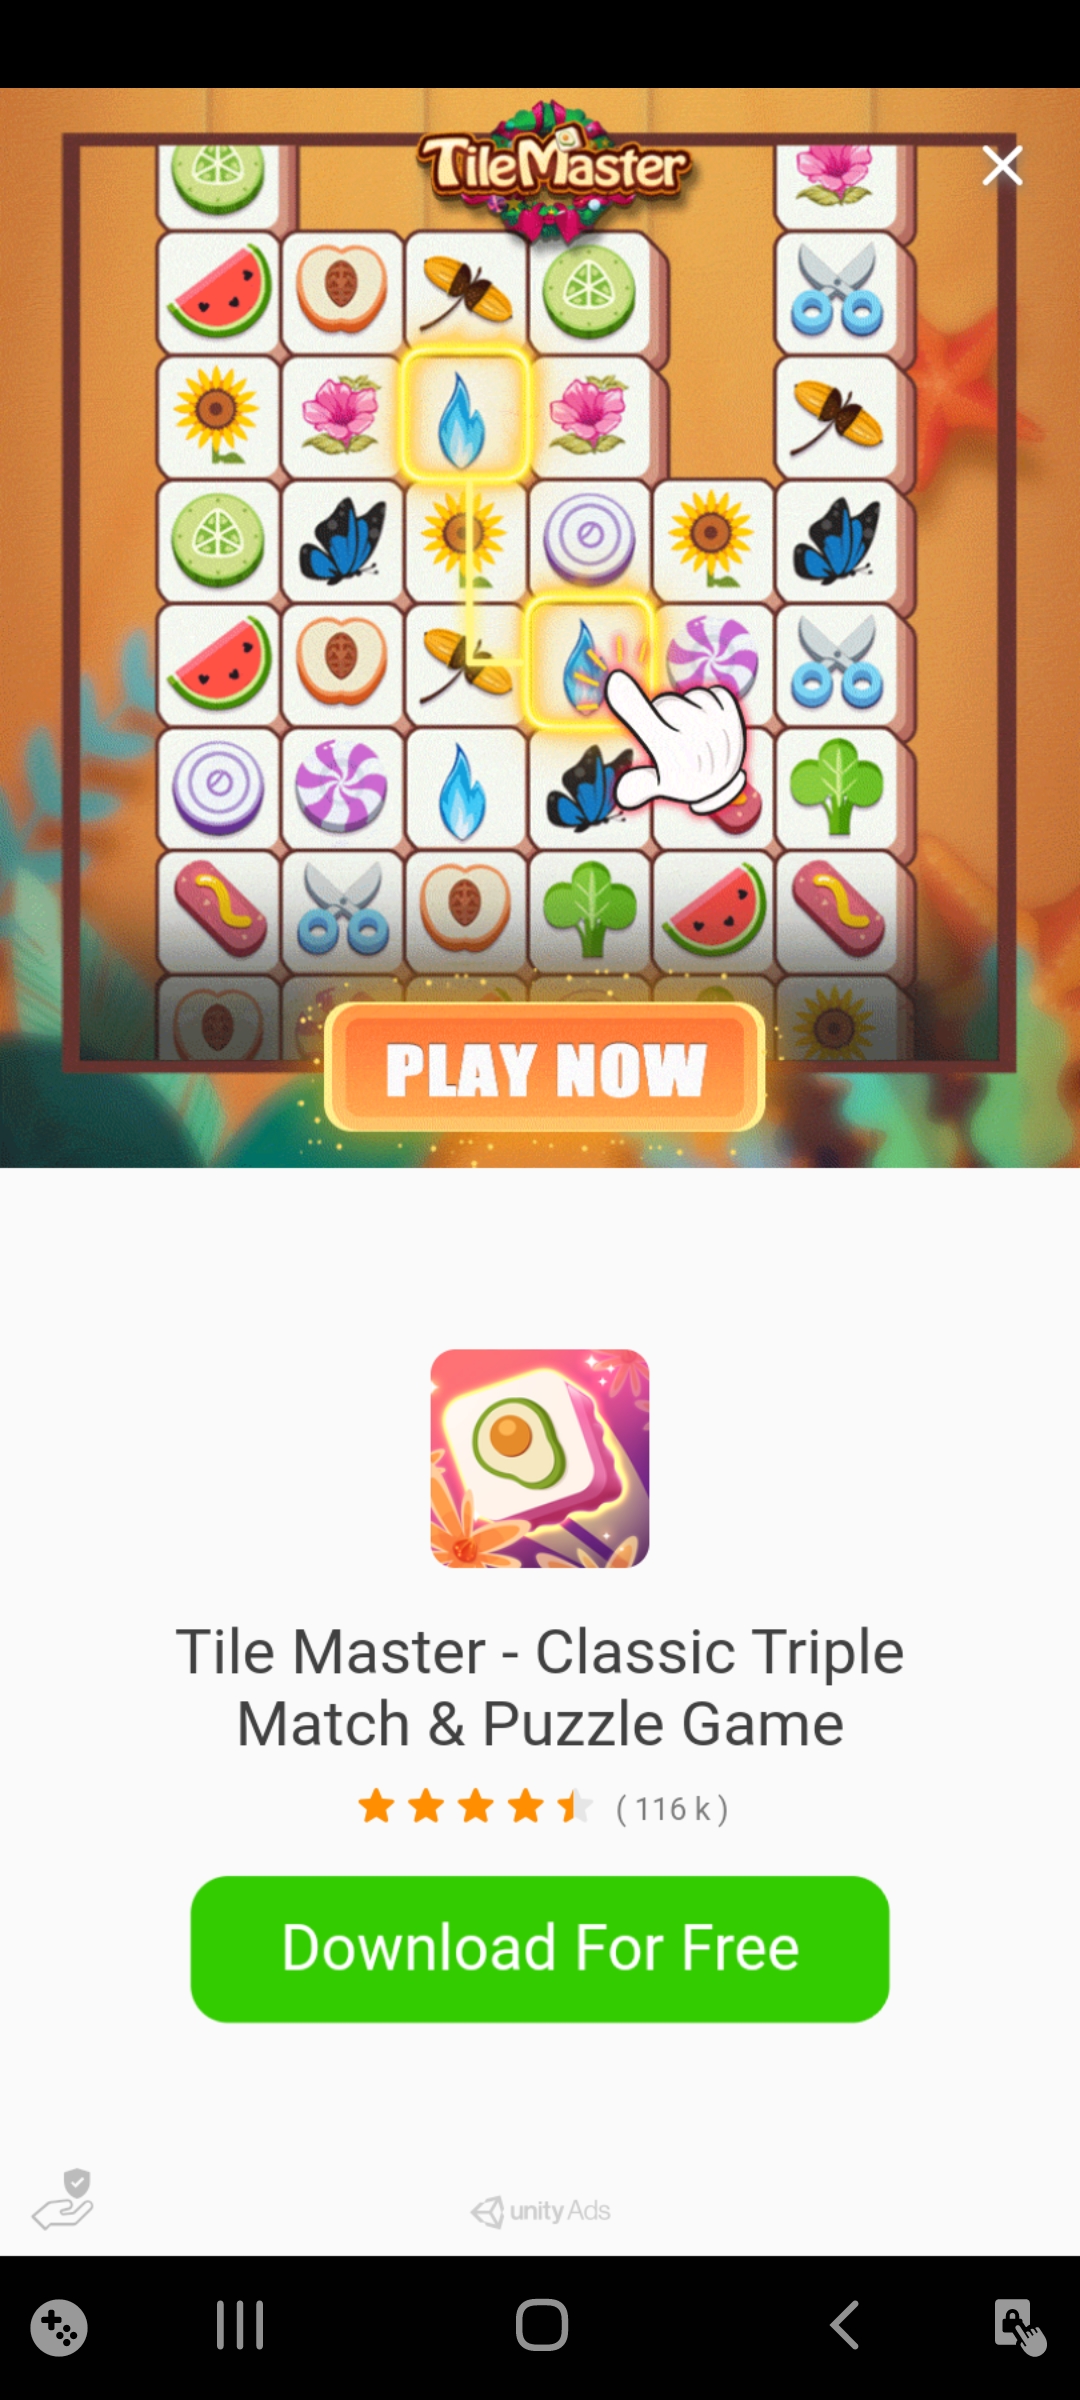 TileMaster
PLAY NOW
Tile Master - Classic Triple
Match & Puzzle Game
( 116 k )
Download For Free
unity Ads